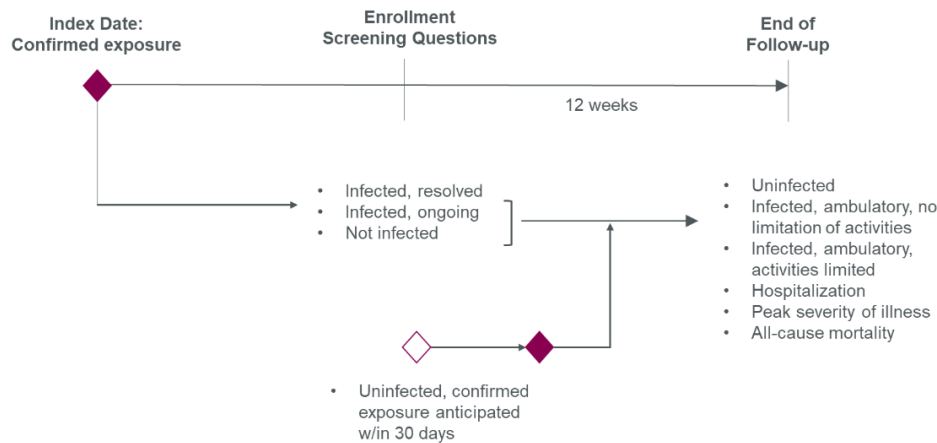 Index Date:
Confirmed exposure
Enrollment
Screening Questions
End of
Follow-up
12 weeks
• Infected, resolved
• Infected, ongoing
• Not infected
• Uninfected
• Infected, ambulatory, no
limitation of activities
• Infected, ambulatory,
activities limited
• Hospitalization
• Peak severity of illness
• All-cause mortality
• Uninfected, confirmed
exposure anticipated
w/in 30 days